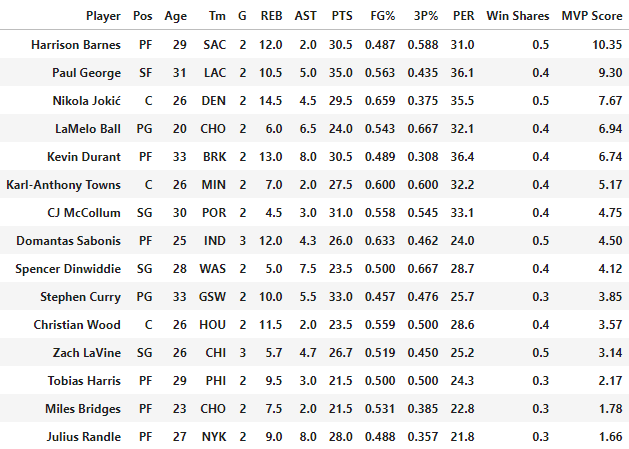 Player Pos Age Tm G REB AST PTS FG% 3P% PER Win Shares MVP Score
Harrison Barnes PF 29 SAC 2 12.0 2.0 30.5 0.487 0.588 31.0 0.5 10.35
Paul George SF 31 LAC 2 10.5 5.0 35.0 0.563 0.435 36.1 0.4 9.30
Nikola Jokić C 26 DEN 2 14.5 4.5 29.5 0.659 0.375 35.5 0.5 7.67
LaMelo Ball PG 20 CHO 2 6.0 6.5 24.0 0.543 0.667 32.1 0.4 6.94
Kevin Durant PF 33 BRK 2 13.0 8.0 30.5 0.489 0.308 36.4 0.4 6.74
Karl-Anthony Towns C 26 MIN 2 7.0 2.0 27.5 0.600 0.600 32.2 0.4 5.17
CJ McCollum SG 30 POR 2 4.5 3.0 31.0 0.558 0.545 33.1 0.4 4.75
Domantas Sabonis PF 25 IND 3 12.0 4.3 26.0 0.633 0.462 24.0 0.5 4.50
Spencer Dinwiddie SG 28 WAS 2 5.0 7.5 23.5 0.500 0.667 28.7 0.4 4.12
Stephen Curry PG 33 GSW 2 10.0 5.5 33.0 0.457 0.476 25.7 0.3 3.85
Christian Wood C 26 HOU 2 11.5 2.0 23.5 0.559 0.500 28.6 0.4 3.57
Zach LaVine SG 26 CHI 3 5.7 4.7 26.7 0.519 0.450 25.2 0.5 3.14
Tobias Harris PF 29 PHI 2 9.5 3.0 21.5 0.500 0.500 24.3 0.3 2.17
Miles Bridges PF 23 CHO 2 7.5 2.0 21.5 0.531 0.385 22.8 0.3 1.78
Julius Randle PF 27 NYK 2 9.0 8.0 28.0 0.488 0.357 21.8 0.3 1.66